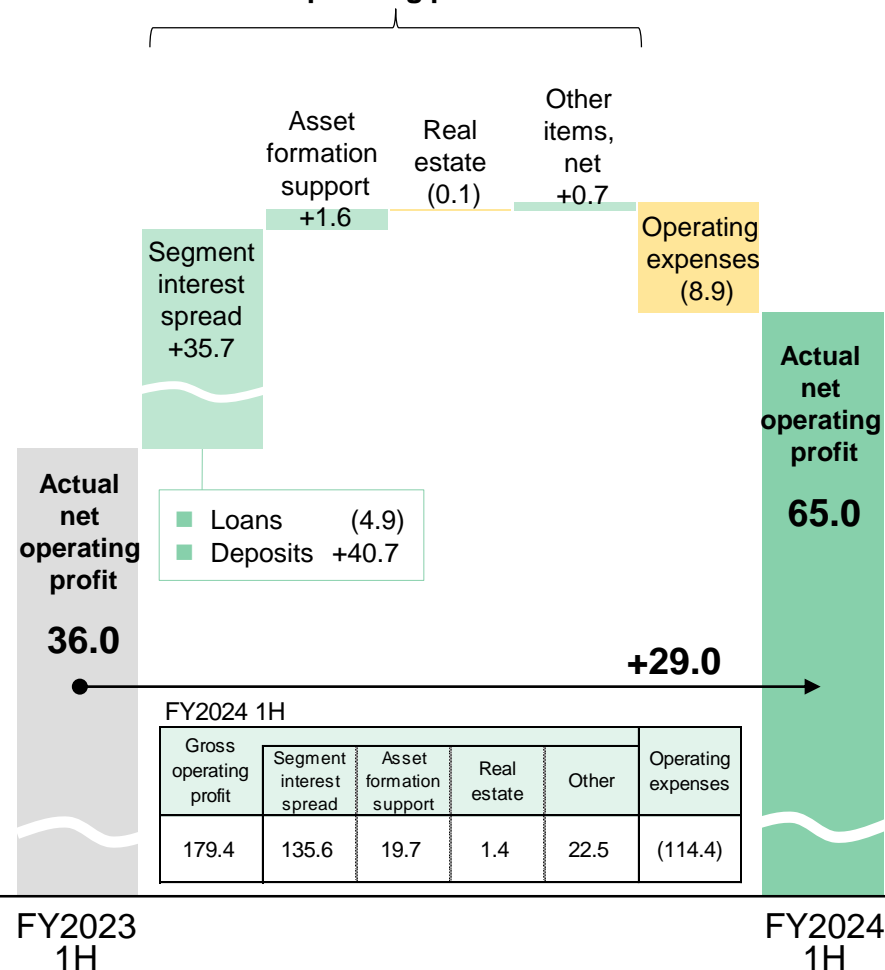 Asset
formation
support
+1.6
Real
estate
(0.1)
Other
items,
net
+0.7
Segment
interest
spread
+35.7
Operating
expenses
(8.9)
Loans (4.9)
Deposits +40.7
Actual
net
operating
profit
36.0
Actual
net
operating
profit
65.0
+29.0
FY2024 1H
Gross
operating
profit
Segment
interest
spread
Asset
formation
support
Real
estate
Other
Operating
expenses
179.4 135.6 19.7 1.4 22.5 (114.4)
FY2023
1H
FY2024
1H